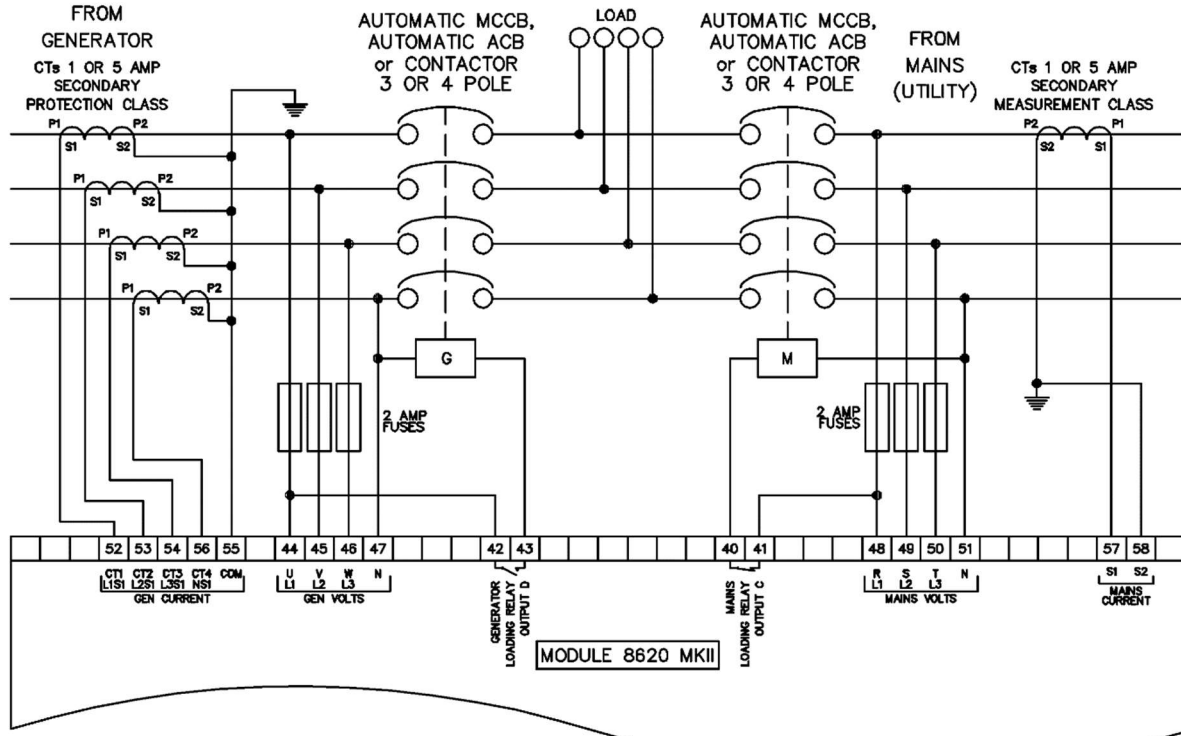 FROM
GENERATOR
CTs 1 OR 5 AMP
SECONDARY
PROTECTION CLASS
AUTOMATIC MCCB,
AUTOMATIC ACB
or CONTACTOR
3 OR 4 POLE
LOAD
AUTOMATIC MCCB,
AUTOMATIC ACB
or CONTACTOR
3 OR 4 POLE
FROM
MAINS
(UTILITY)
CTs 1 OR 5 AMP
SECONDARY
MEASUREMENT CLASS
P1 P2
S1 S2
P1 P2
S1 S2
P1 P2
S1 S2
P1 P2
S1 S2
P2 P1
S2 S1
G
M
2 AMP
FUSES
2 AMP
FUSES
52 53 54 56 55 44 45 46 47 42 43 40 41 48 49 50 51 57 58
CT1 CT2 CT3 CT4 COM
L1S1 L2S1 L3S1 NS1
GEN CURRENT
U V W N
L1 L2 L3
GEN VOLTS
GENERATOR
LOADING RELAY
OUTPUT D
MAINS
LOADING RELAY
OUTPUT C
R S T N
L1 L2 L3
MAINS VOLTS
S1 S2
MAINS
CURRENT
MODULE 8620 MKII